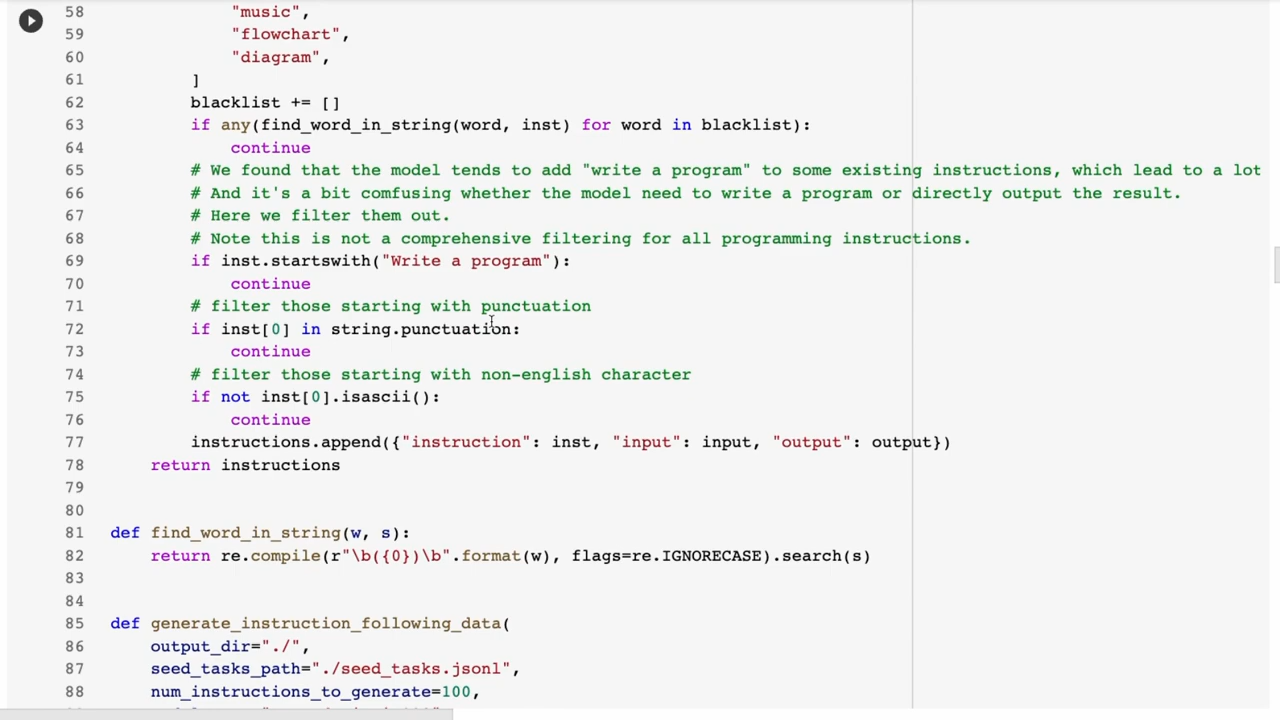 58 "music",
59 "flowchart",
60 "diagram",
61 ]
62 blacklist += []
63 if any(find_word_in_string(word, inst) for word in blacklist):
64 continue
65 # We found that the model tends to add "write a program" to some existing instructions, which lead to a lot
66 # And it's a bit comfusing whether the model need to write a program or directly output the result.
67 # Here we filter them out.
68 # Note this is not a comprehensive filtering for all programming instructions.
69 if inst.startswith("Write a program"):
70 continue
71 # filter those starting with punctuation
72 if inst[0] in string.punctuation:
73 continue
74 # filter those starting with non-english character
75 if not inst[0].isascii():
76 continue
77 instructions.append({"instruction": inst, "input": input, "output": output})
78 return instructions
79
80
81 def find_word_in_string(w, s):
82 return re.compile(r"\b({0})\b".format(w), flags=re.IGNORECASE).search(s)
83
84
85 def generate_instruction_following_data(
86 output_dir="./",
87 seed_tasks_path="./seed_tasks.jsonl",
88 num_instructions_to_generate=100,